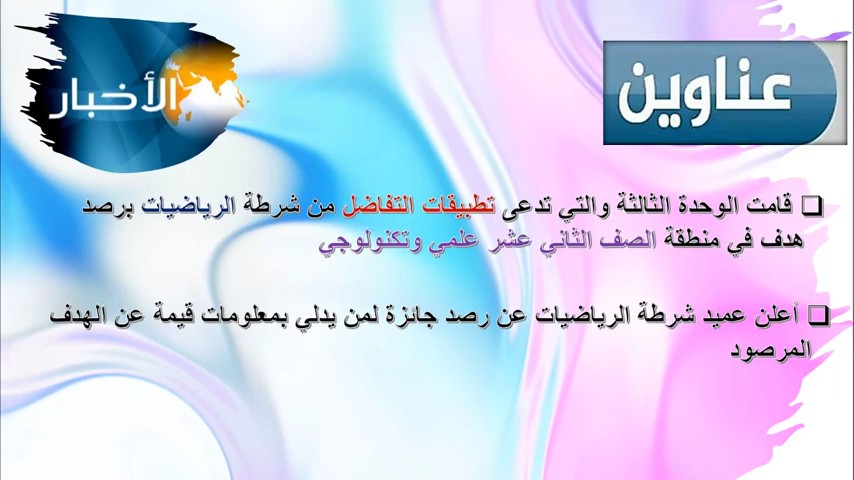 الأخبار
عناوين
❑ قامت الوحدة الثالثة والتي تدعى تطبيقات التفاضل من شرطة الرياضيات برصد
هدف في منطقة الصف الثاني عشر علمي وتكنولوجي
❑ أعلن عميد شرطة الرياضيات عن رصد جائزة لمن يدلي بمعلومات قيمة عن الهدف
المرصود